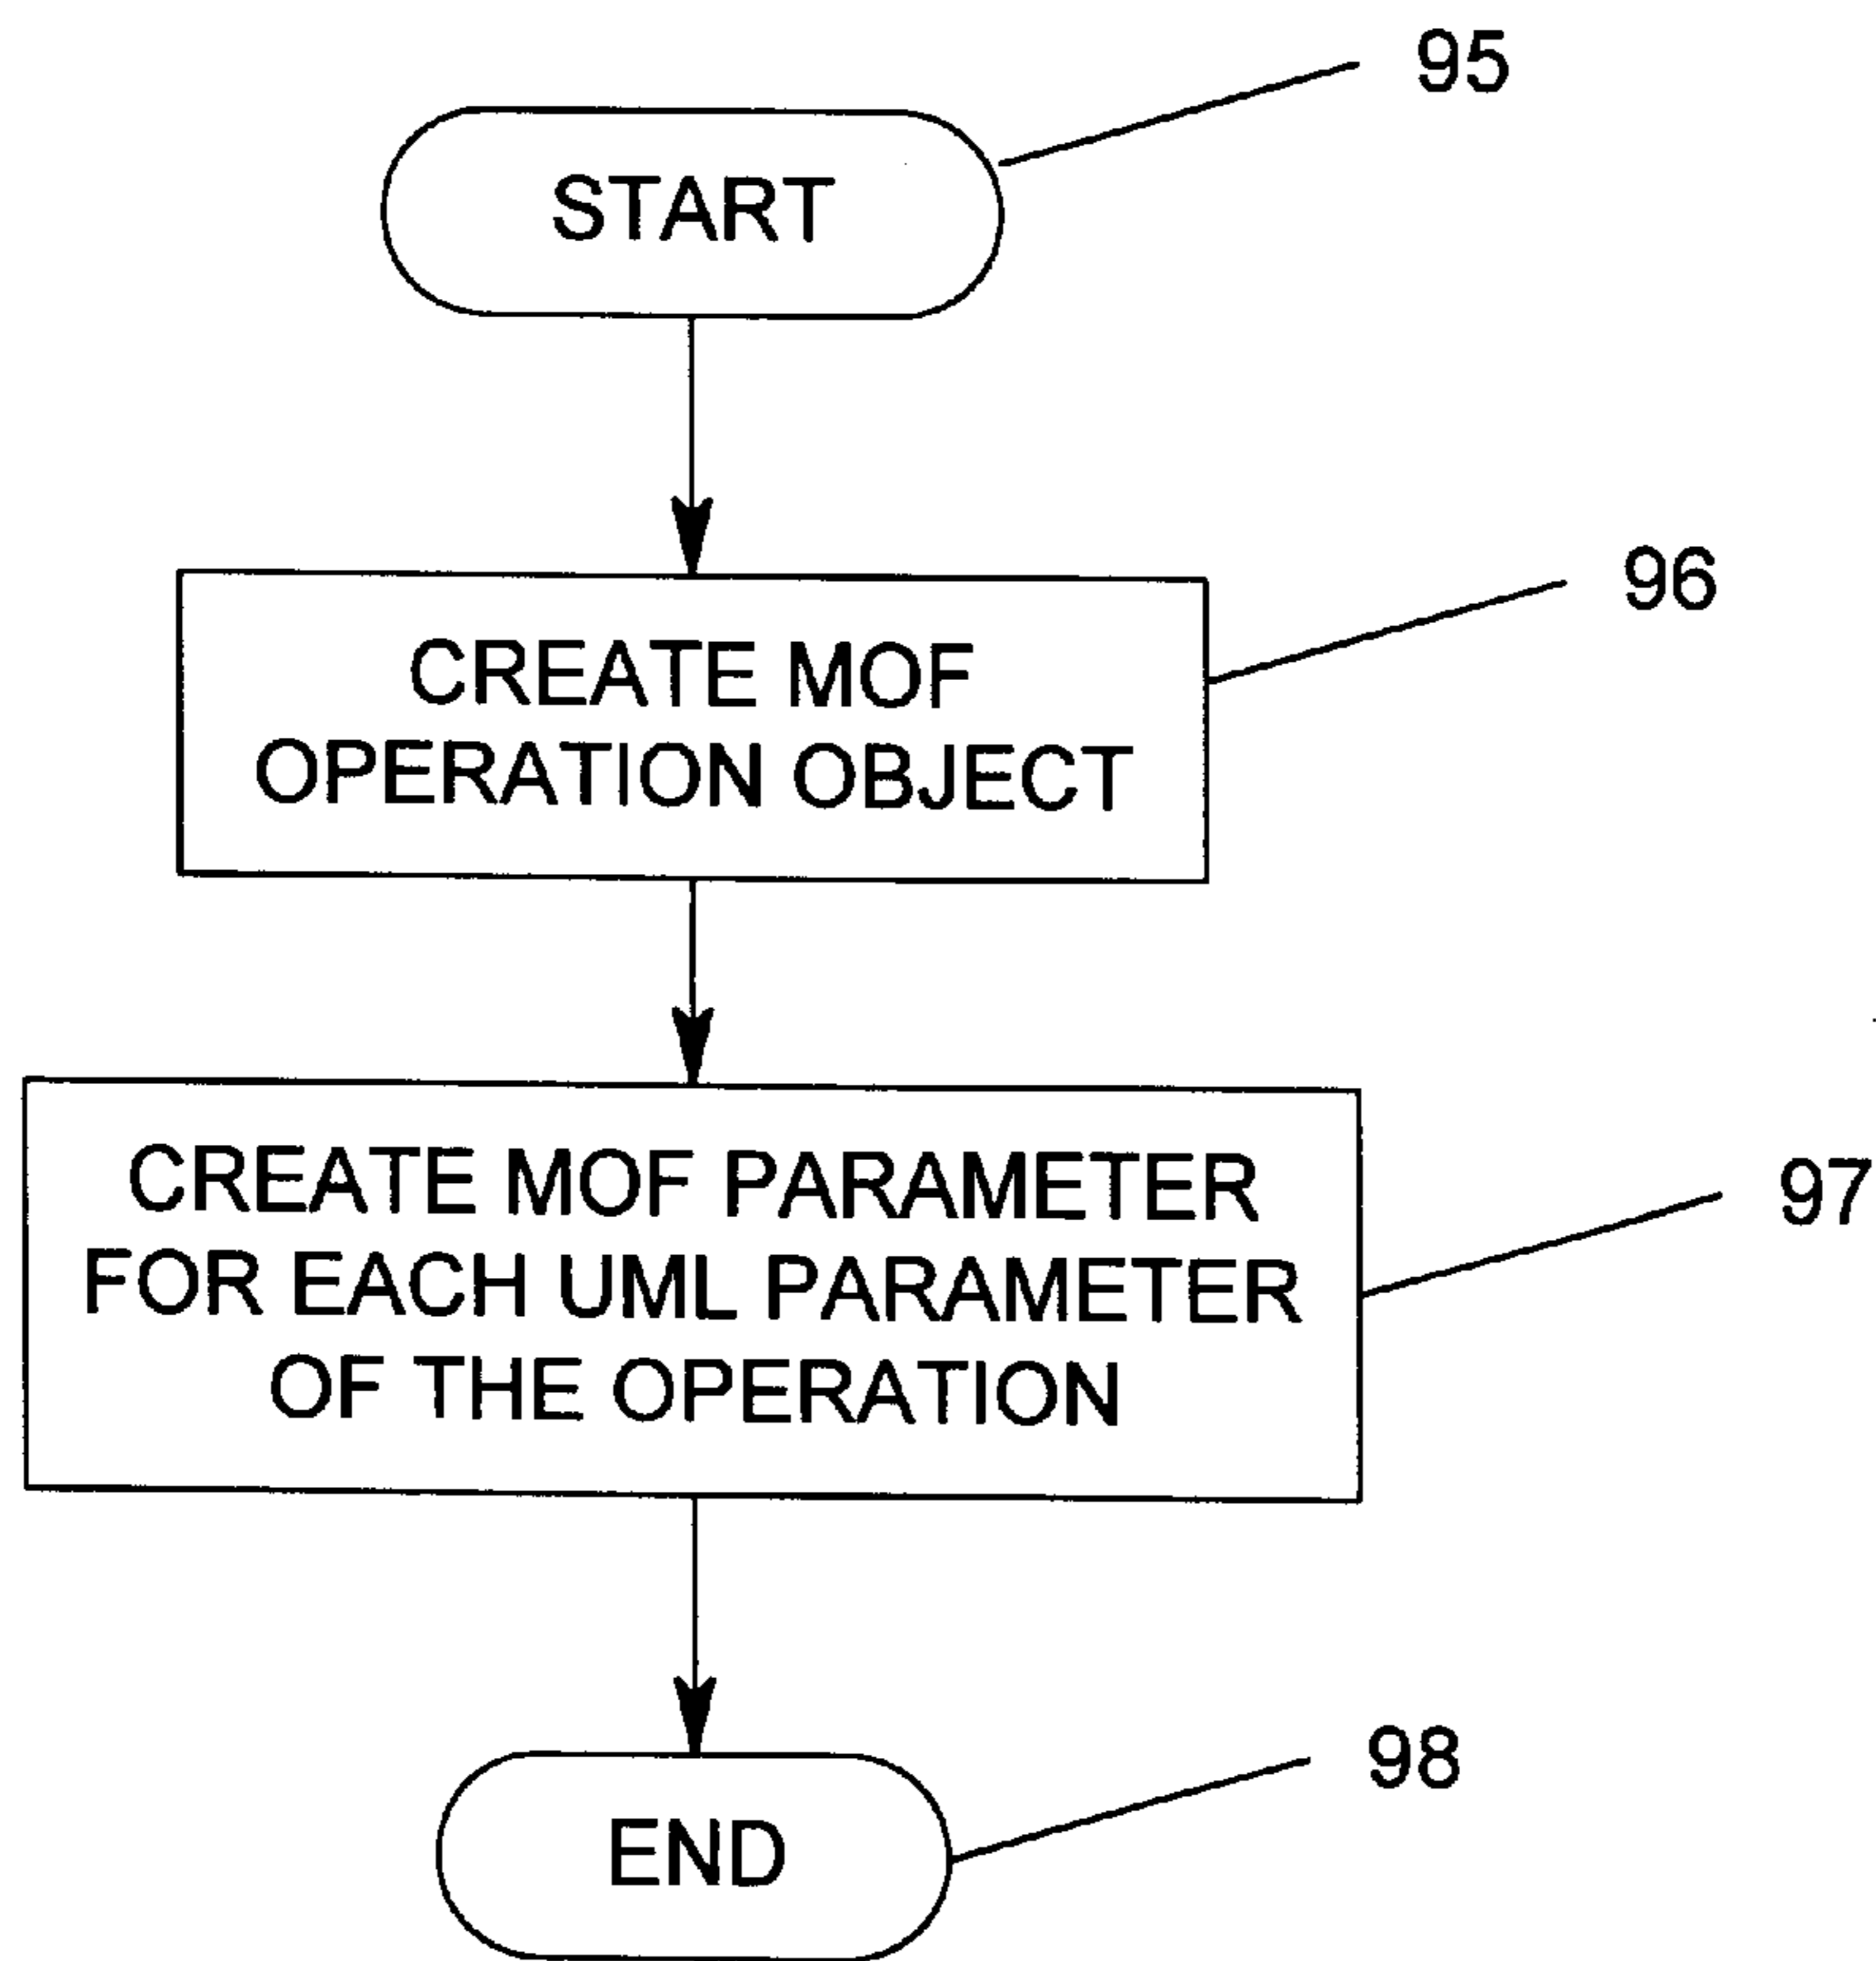 95
START
96
CREATE MOF
OPERATION OBJECT
97
CREATE MOF PARAMETER
FOR EACH UML PARAMETER
OF THE OPERATION
98
END